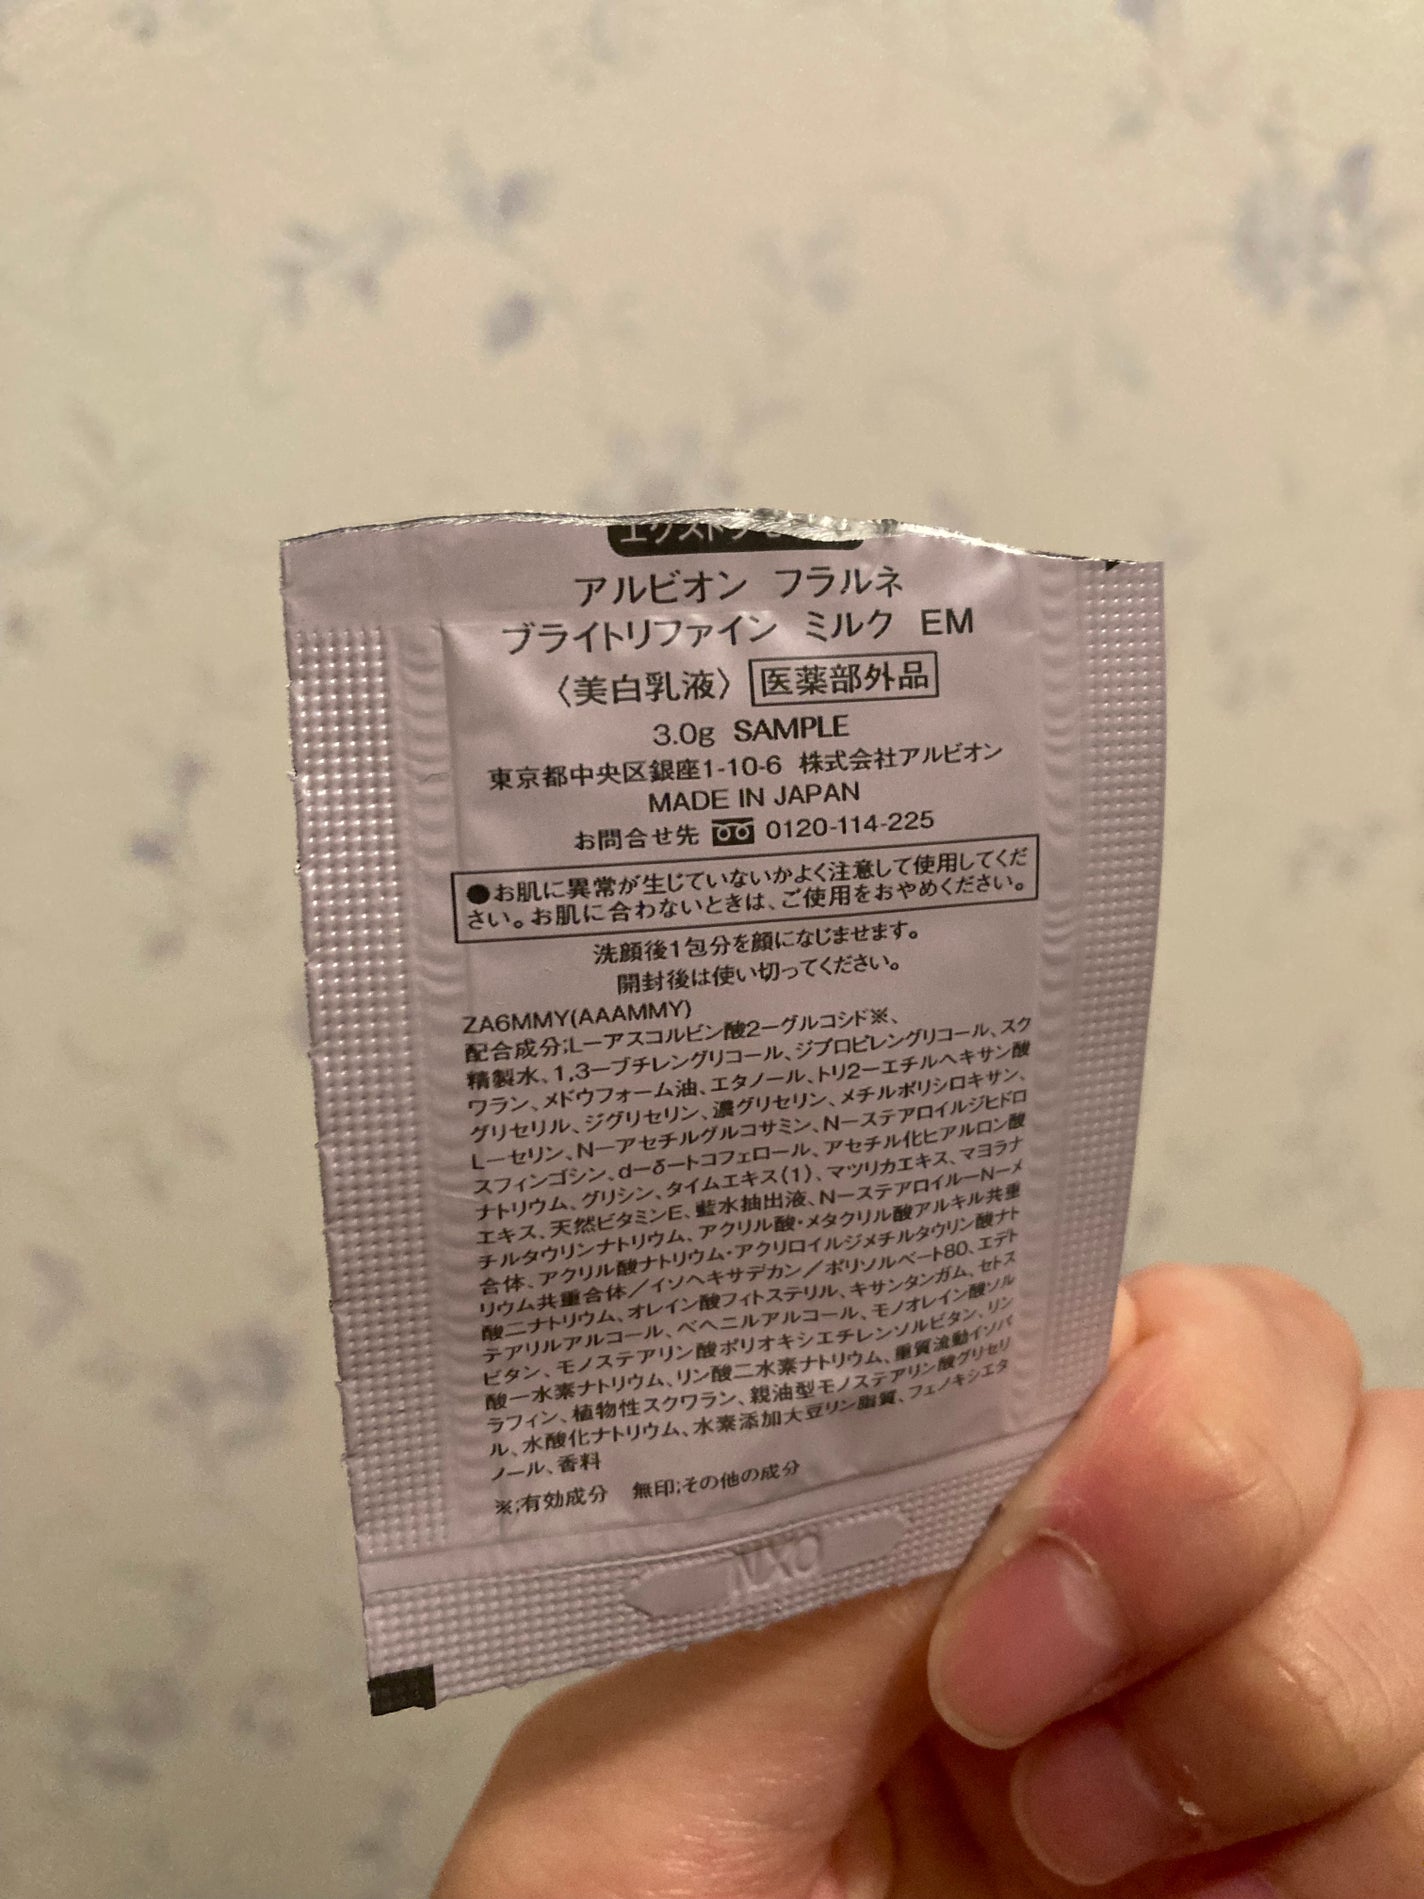 アルビオン フラルネ
ブライトリファイン ミルク EM
〈美白乳液〉 医薬部外品
3.0g SAMPLE
東京都中央区銀座1-10-6 株式会社アルビオン
MADE IN JAPAN
お問合せ先 0120-114-225
●お肌に異常が生じていないかよく注意して使用してくだ
さい。お肌に合わないときは、ご使用をおやめください。
洗顔後1包分を顔になじませます。
開封後は使い切ってください。
ZA6MMY(AAAMMY)
配合成分;L－アスコルビン酸2－グルコシド※、
精製水、1,3－ブチレングリコール、ジプロピレングリコール、スク
ワラン、メドウフォーム油、エタノール、トリ2－エチルヘキサン酸
グリセリル、ジグリセリン、濃グリセリン、メチルポリシロキサン、
L－セリン、N－アセチルグルコサミン、N－ステアロイルジヒドロ
スフィンゴシン、d－δ－トコフェロール、アセチル化ヒアルロン酸
ナトリウム、グリシン、タイムエキス(1)、マツリカエキス、マヨラナ
エキス、天然ビタミンE、藍水抽出液、N－ステアロイル－N－メ
チルタウリンナトリウム、アクリル酸・メタクリル酸アルキル共重
合体、アクリル酸ナトリウム・アクリロイルジメチルタウリン酸ナト
リウム共重合体／イソヘキサデカン／ポリソルベート80、エデト
酸二ナトリウム、オレイン酸フィトステリル、キサンタンガム、セトス
テアリルアルコール、ベヘニルアルコール、モノオレイン酸ソル
ビタン、モノステアリン酸ポリオキシエチレンソルビタン、リン
酸一水素ナトリウム、リン酸二水素ナトリウム、重質流動イソパ
ラフィン、植物性スクワラン、親油型モノステアリン酸グリセリ
ル、水酸化ナトリウム、水素添加大豆リン脂質、フェノキシエタ
ノール、香料
※;有効成分 無印;その他の成分